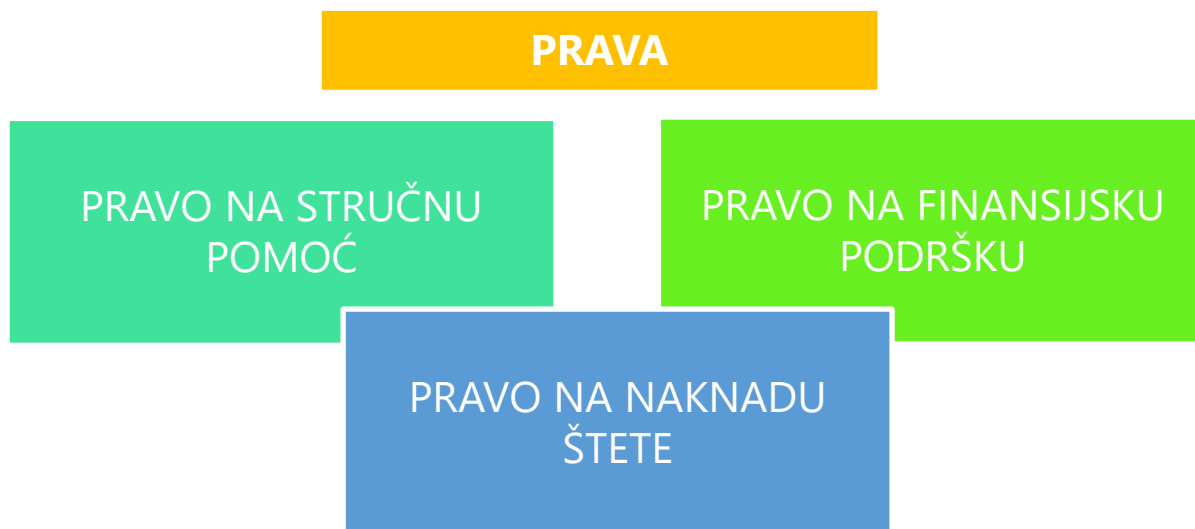 PRAVA
PRAVO NA STRUČNU
POMOĆ
PRAVO NA FINANSIJSKU
PODRŠKU
PRAVO NA NAKNADU
ŠTETE